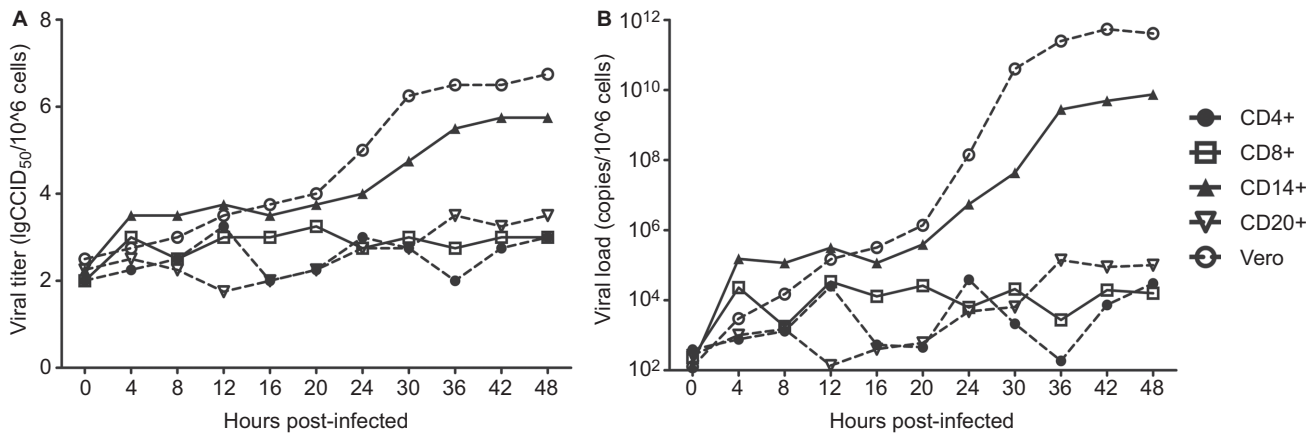 A
Viral titer (lgCCID50/10^6 cells)
8
6
4
2
0
0 4 8 12 16 20 24 30 36 42 48
Hours post-infected
B
Viral load (copies/10^6 cells)
10^12
10^10
10^8
10^6
10^4
10^2
0 4 8 12 16 20 24 30 36 42 48
Hours post-infected
CD4+
CD8+
CD14+
CD20+
Vero